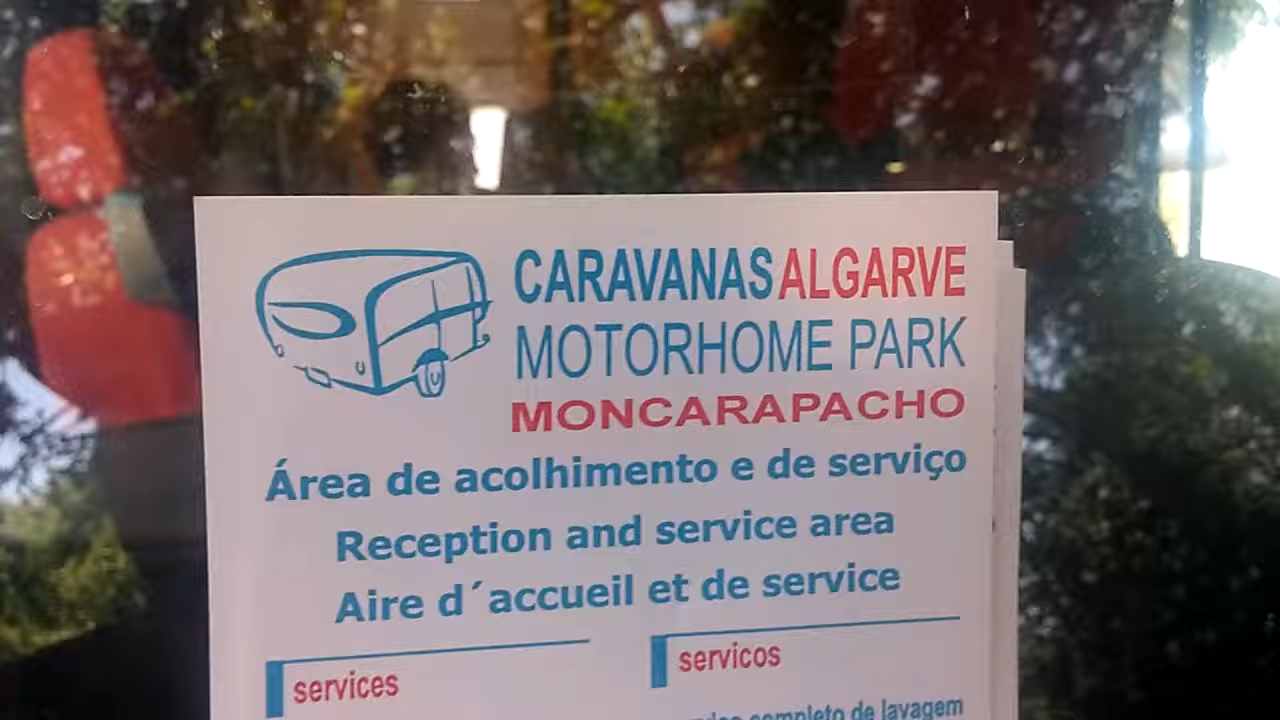 CARAVANAS ALGARVE
MOTORHOME PARK
MONCARAPACHO
Área de acolhimento e de serviço
Reception and service area
Aire d´accueil et de service
services
servicos
completo de lavagem